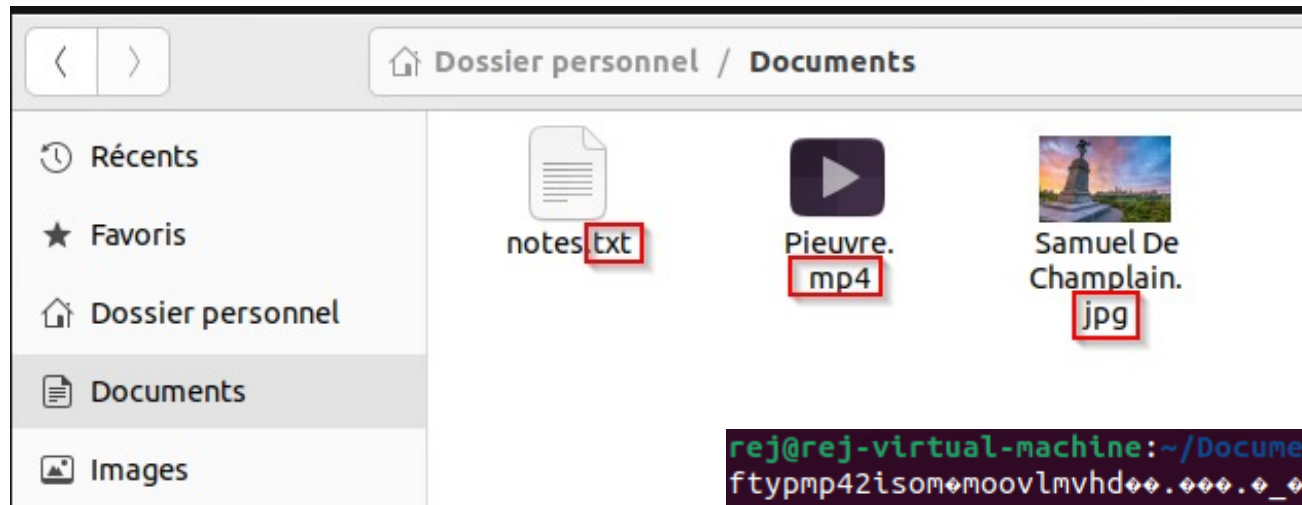 Dossier personnel / Documents
Récents
Favoris
Dossier personnel
Documents
Images
notes.txt
Pieuvre.
mp4
Samuel De
Champlain.
jpg
rej@rej-virtual-machine:~/Docume
ftypmp42isom�moovlmvhd��.���.�_�